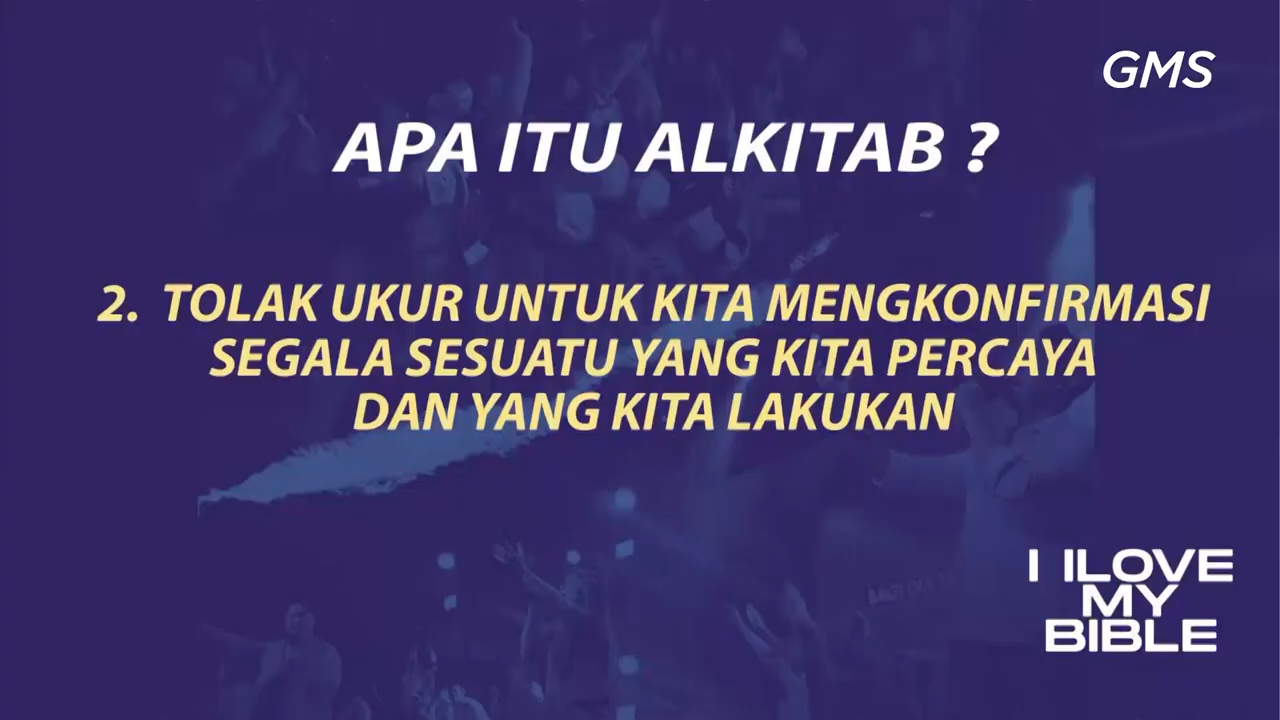 GMS
APA ITU ALKITAB ?
2. TOLAK UKUR UNTUK KITA MENGKONFIRMASI
SEGALA SESUATU YANG KITA PERCAYA
DAN YANG KITA LAKUKAN
I ILOVE
MY
BIBLE